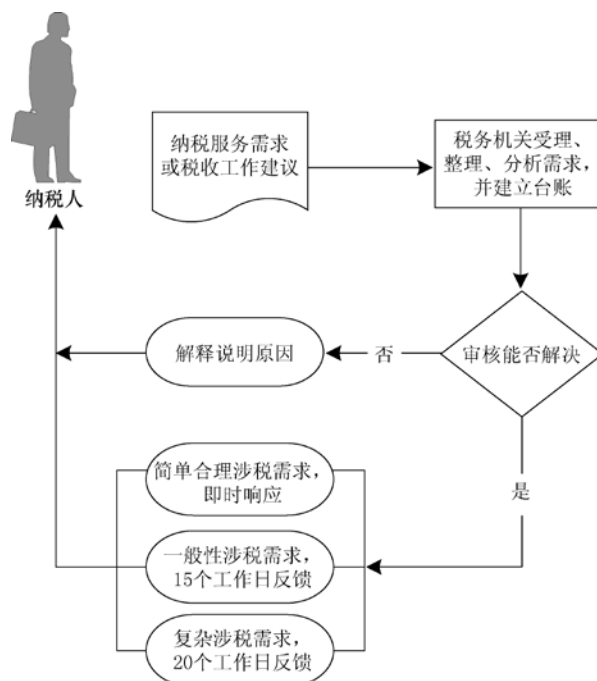 纳税服务需求
或税收工作建议
税务机关受理、
整理、分析需求，
并建立台账
纳税人
解释说明原因
否
审核能否解决
是
简单合理涉税需求，
即时响应
一般性涉税需求，
15个工作日反馈
复杂涉税需求，
20个工作日反馈